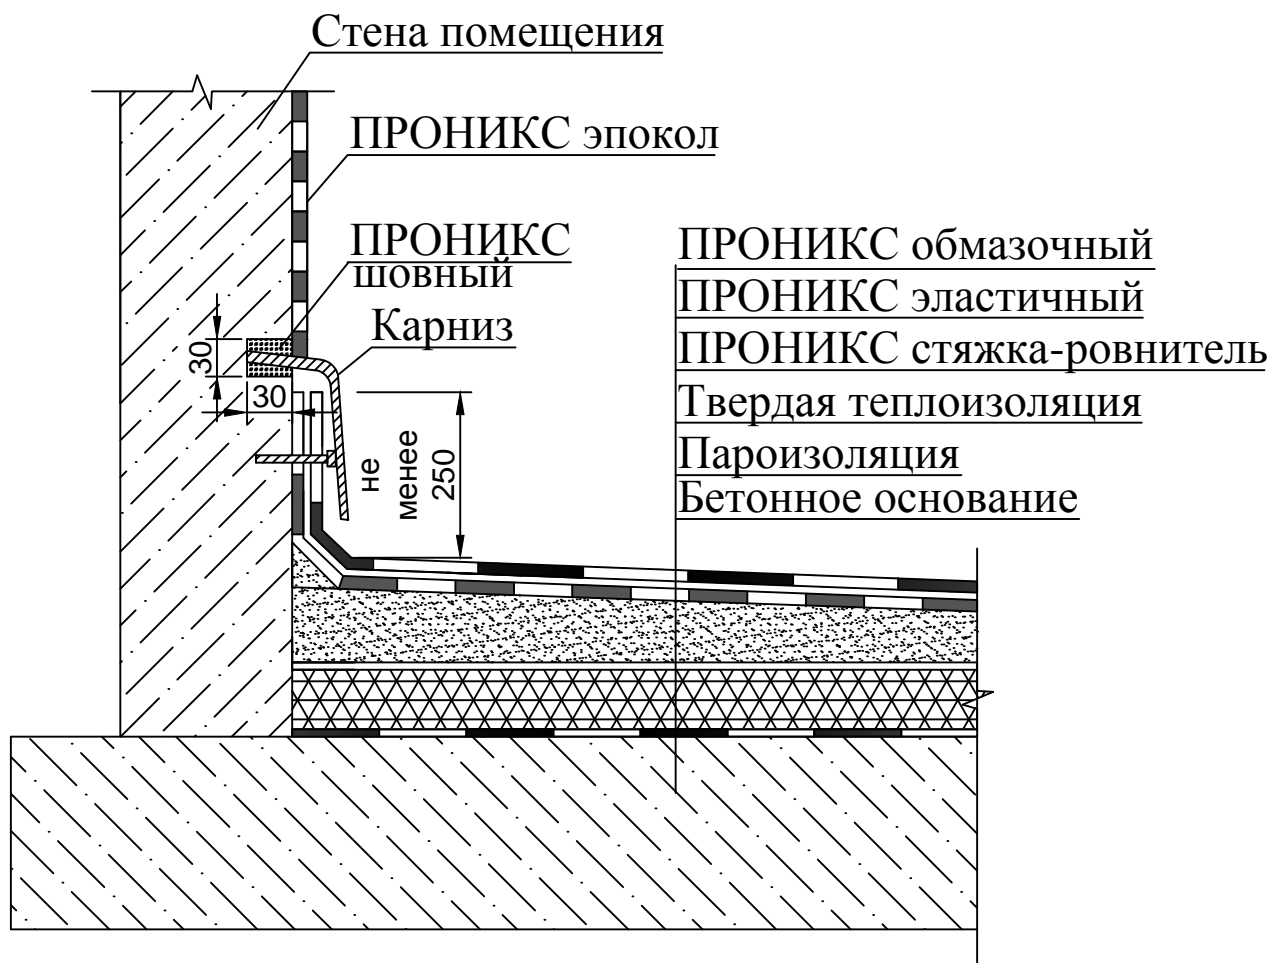 Стена помещения
ПРОНИКС эпокол
ПРОНИКС
шовный
Карниз
30
30
не
менее
250
ПРОНИКС обмазочный
ПРОНИКС эластичный
ПРОНИКС стяжка-ровнитель
Твердая теплоизоляция
Пароизоляция
Бетонное основание